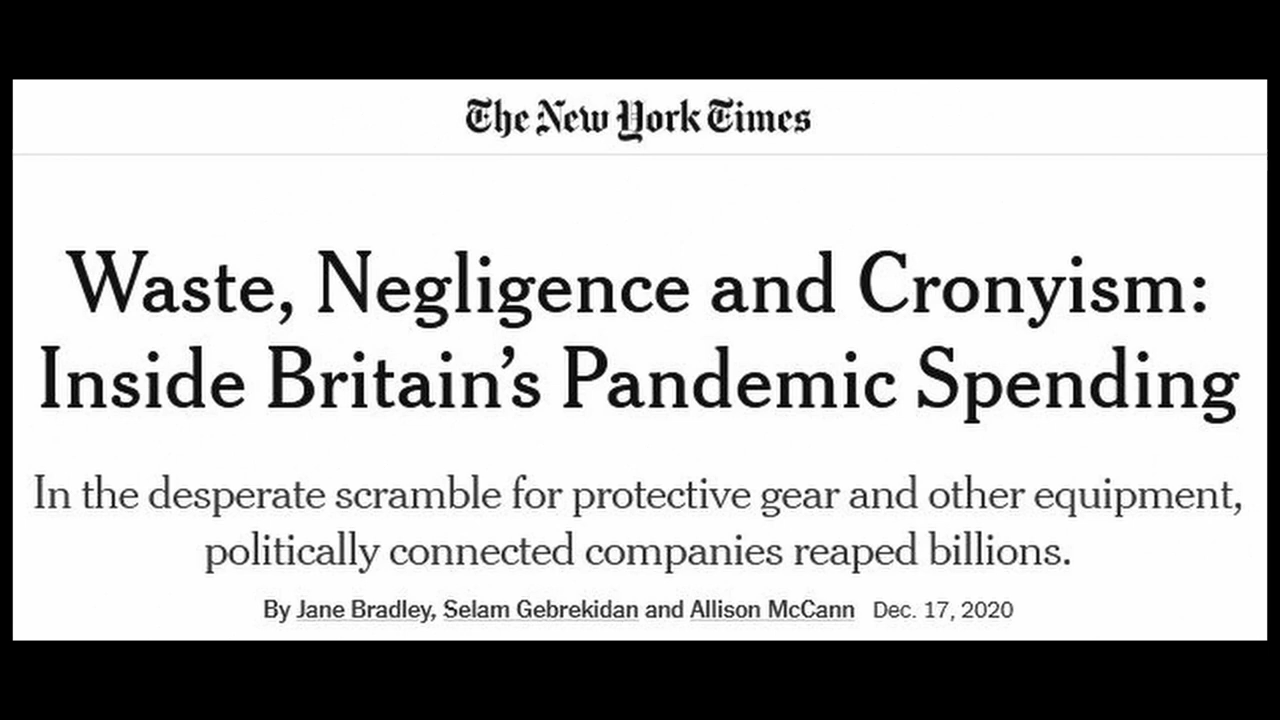 The New York Times
Waste, Negligence and Cronyism:
Inside Britain’s Pandemic Spending
In the desperate scramble for protective gear and other equipment,
politically connected companies reaped billions.
By Jane Bradley, Selam Gebrekidan and Allison McCann Dec. 17, 2020